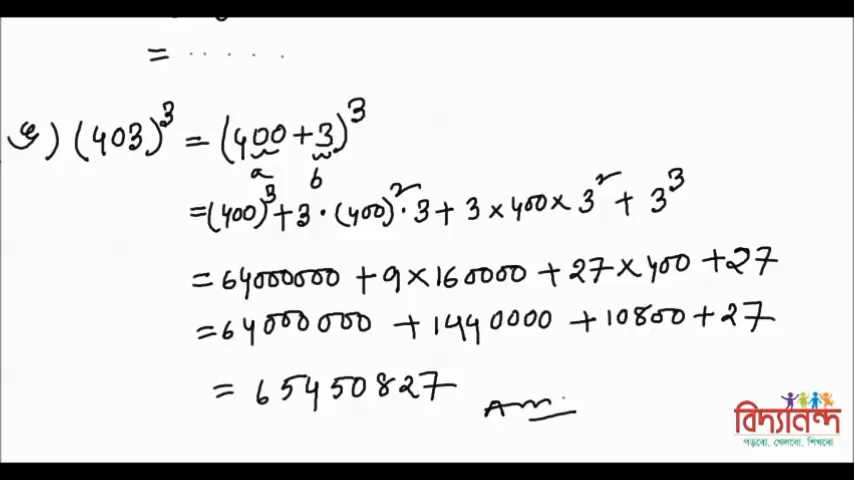 = . . . . .
ঙ) (403)³ = (400 + 3)³
a b
= (400)³ + 3 · (400)² · 3 + 3 × 400 × 3² + 3³
= 64000000 + 9 × 160000 + 27 × 400 + 27
= 64000000 + 1440000 + 10800 + 27
= 65450827 Ans.
বিদ্যানন্দ
পড়বো, খেলবো, শিখবো